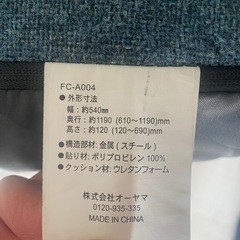 FC-A004
●外形寸法
幅:約540㎜
奥行:約1190 (610~1190)㎜
高さ:約120 (120~690)㎜
●構造部材:金属(スチール)
●貼り材:ポリプロピレン100%
●クッション材:ウレタンフォーム
株式会社オーヤマ
0120-935-335
MADE IN CHINA